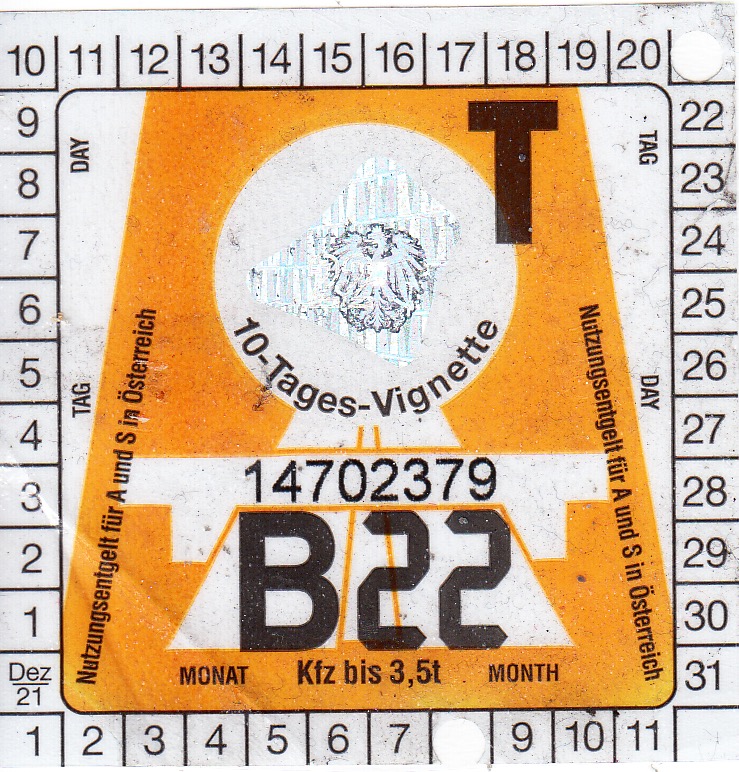 10 11 12 13 14 15 16 17 18 19 20
9
8
7
6
5
4
3
2
1
Dez
21
22
23
24
25
26
27
28
29
30
31
DAY
TAG
TAG
DAY
T
10-Tages-Vignette
Nutzungsentgelt für A und S in Österreich
Nutzungsentgelt für A und S in Österreich
14702379
B22
MONAT Kfz bis 3,5t MONTH
1 2 3 4 5 6 7 9 10 11